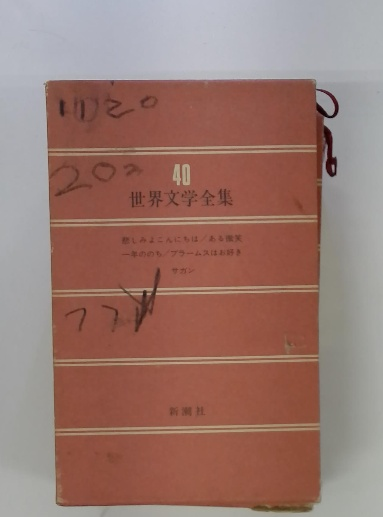 40
世界文学全集
悲しみよこんにちは/ある微笑
一年ののち/ブラームスはお好き
サガン
新潮社